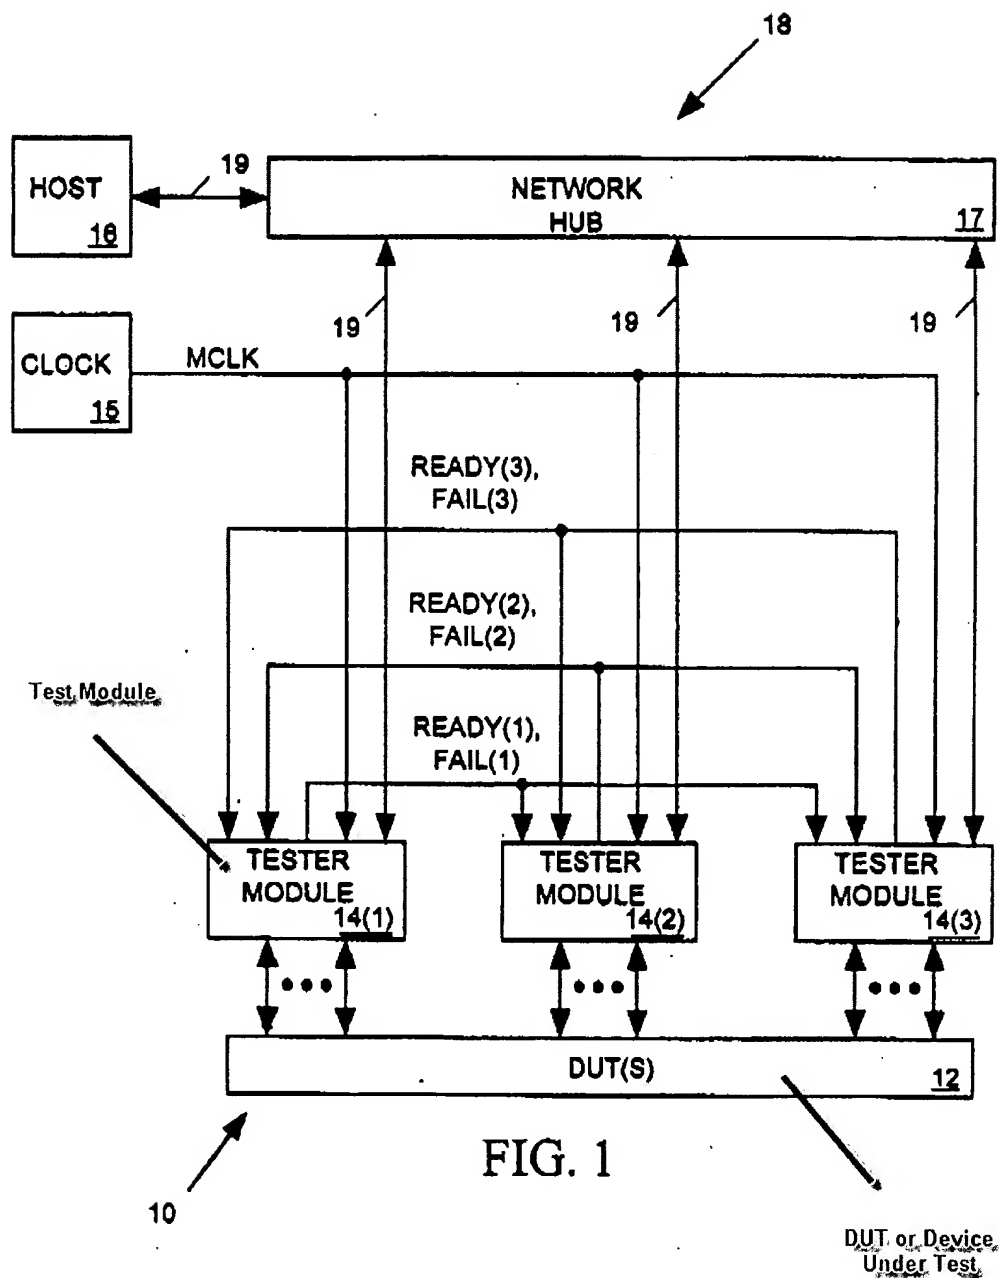 18
HOST
16
19
NETWORK
HUB
17
19
19
19
CLOCK
15
MCLK
READY(3),
FAIL(3)
READY(2),
FAIL(2)
Test Module
READY(1),
FAIL(1)
TESTER
MODULE
14(1)
TESTER
MODULE
14(2)
TESTER
MODULE
14(3)
DUT(S)
12
FIG. 1
10
DUT or Device
Under Test